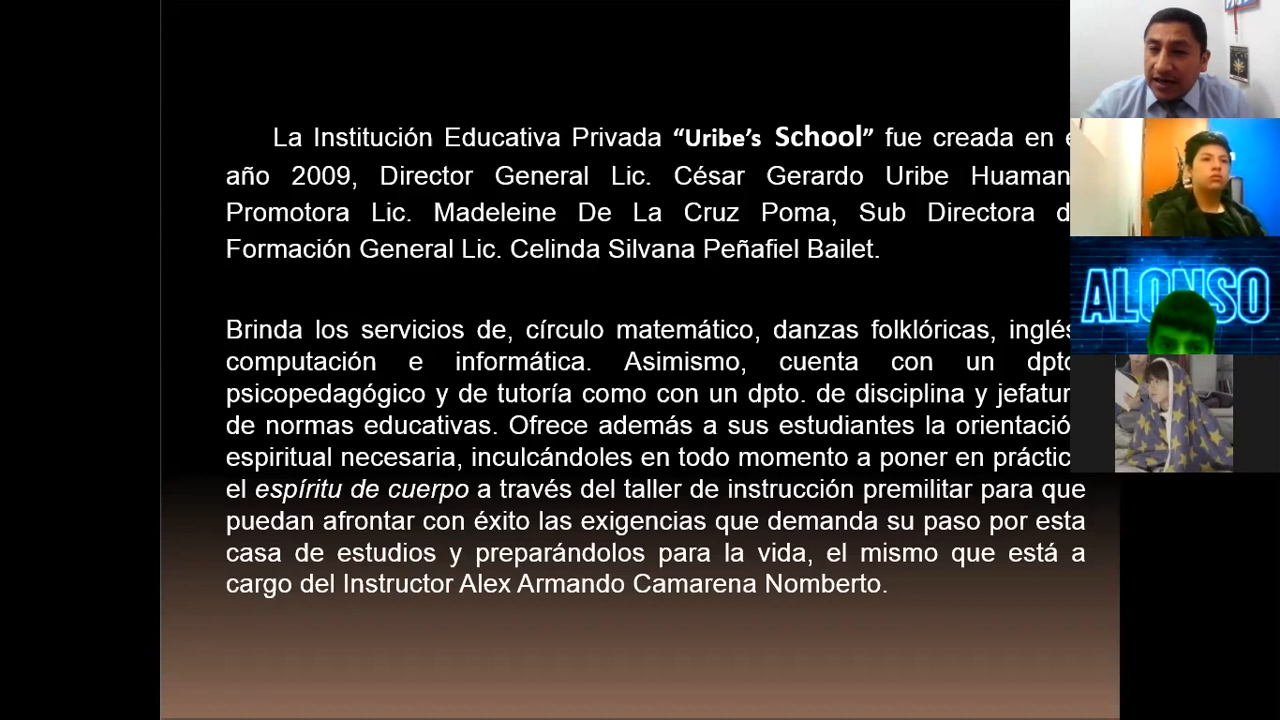 La Institución Educativa Privada “Uribe’s School” fue creada en
año 2009, Director General Lic. César Gerardo Uribe Huaman
Promotora Lic. Madeleine De La Cruz Poma, Sub Directora d
Formación General Lic. Celinda Silvana Peñafiel Bailet.
Brinda los servicios de, círculo matemático, danzas folklóricas, inglés
computación e informática. Asimismo, cuenta con un dpto
psicopedagógico y de tutoría como con un dpto. de disciplina y jefatur
de normas educativas. Ofrece además a sus estudiantes la orientació
espiritual necesaria, inculcándoles en todo momento a poner en práctic
el espíritu de cuerpo a través del taller de instrucción premilitar para que
puedan afrontar con éxito las exigencias que demanda su paso por esta
casa de estudios y preparándolos para la vida, el mismo que está a
cargo del Instructor Alex Armando Camarena Nomberto.
ALONSO